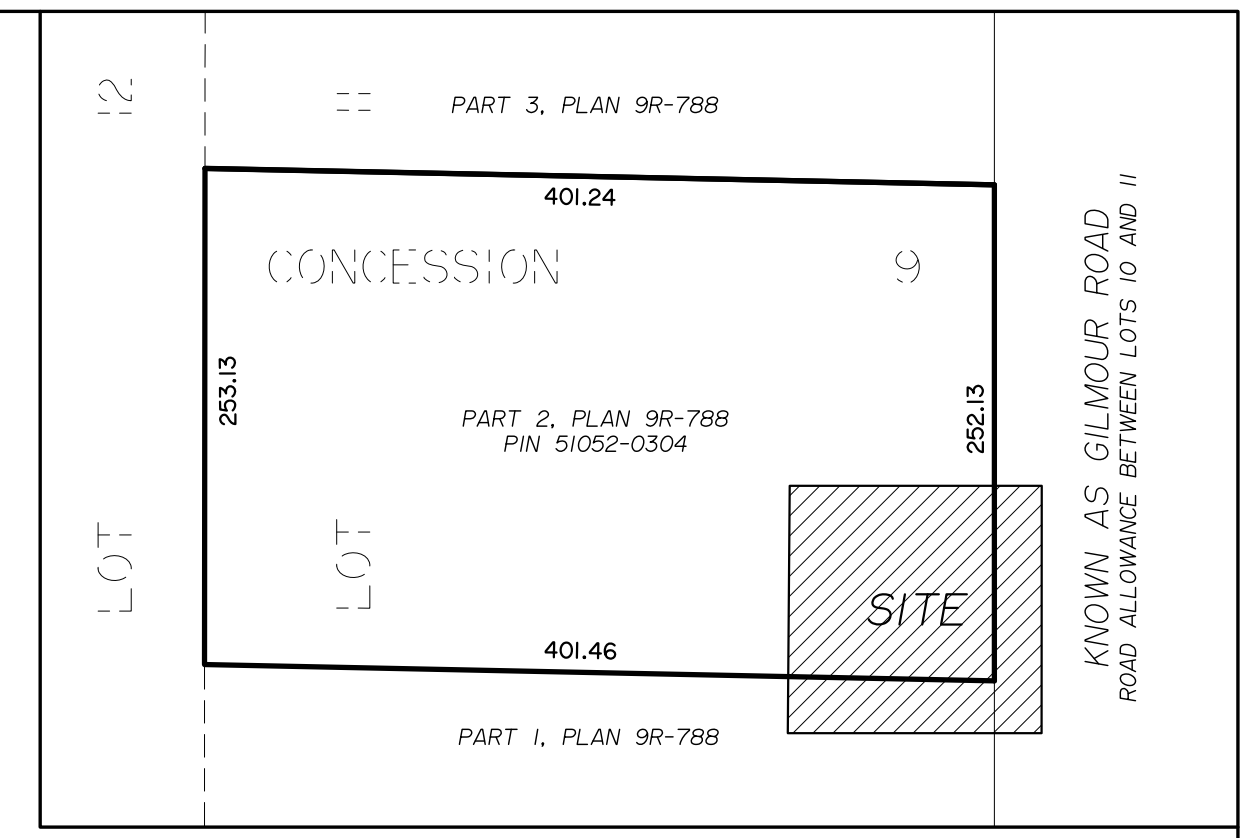 PART 3, PLAN 9R-788
401.24
CONCESSION 9
253.13
PART 2, PLAN 9R-788
PIN 51052-0304
252.13
LOT 12
LOT 11
SITE
401.46
PART 1, PLAN 9R-788
KNOWN AS GILMOUR ROAD
ROAD ALLOWANCE BETWEEN LOTS 10 AND 11